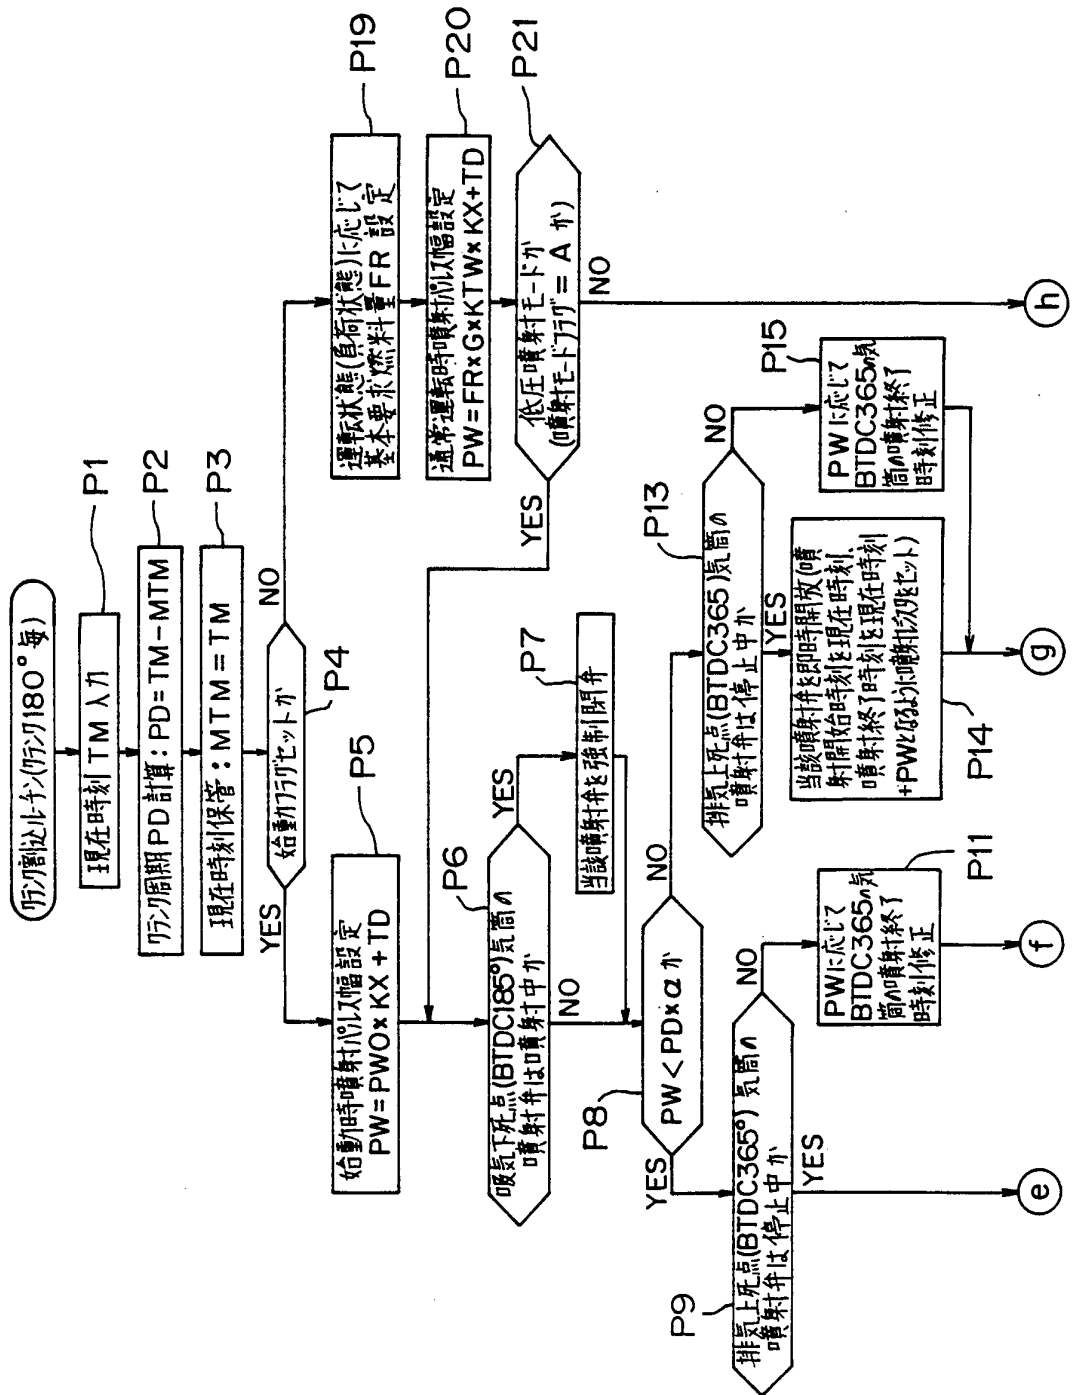 クランク割込ルーチン(クランク180°毎)
現在時刻TM入力
P1
クランク周期PD計算:PD=TM-MTM
P2
現在時刻保管:MTM=TM
P3
始動フラグセットか
P4
YES
NO
始動時噴射パルス幅設定
PW=PWO×KX+TD
P5
運転状態(負荷状態)に応じて
基本要求燃料量FR設定
P19
通常運転時噴射パルス幅設定
PW=FR×G×KTW×KX+TD
P20
低圧噴射モードか
(噴射モードフラグ=Aか)
P21
YES
NO
吸気下死点(BTDC185°)気筒の
噴射弁は噴射中か
P6
YES
NO
当該噴射弁を強制閉弁
P7
PW<PD×α か
P8
YES
NO
排気上死点(BTDC365°)気筒の
噴射弁は停止中か
P9
YES
NO
PWに応じて
BTDC365の気
筒の噴射終了
時刻修正
P11
排気上死点(BTDC365)気筒の
噴射弁は停止中か
P13
YES
NO
当該噴射弁を即時開放(噴
射開始時刻を現在時刻、
噴射終了時刻を現在時刻
+PWとなるように噴射レジスタをセット)
P14
PWに応じて
BTDC365の気
筒の噴射終了
時刻修正
P15
e
f
g
h